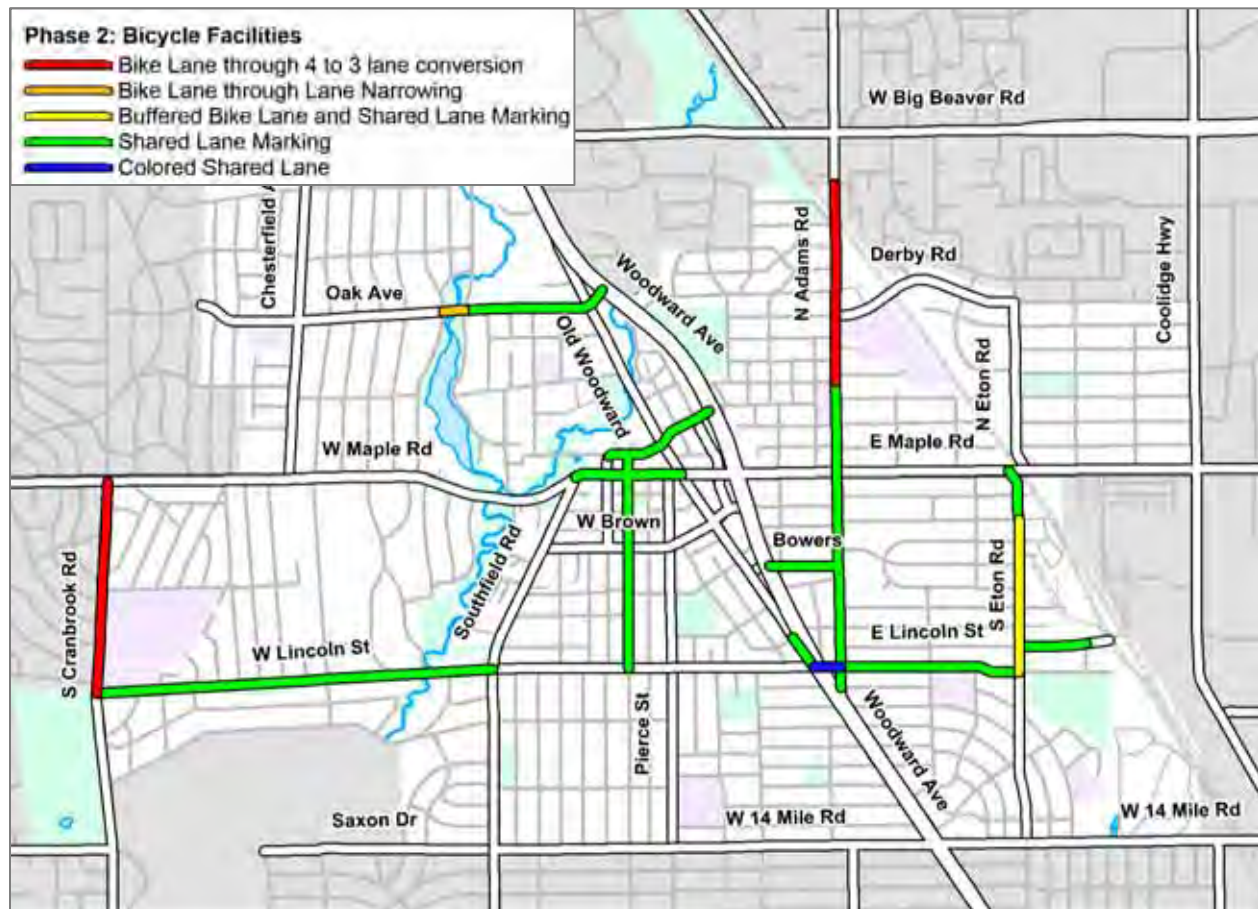 Phase 2: Bicycle Facilities
Bike Lane through 4 to 3 lane conversion
Bike Lane through Lane Narrowing
Buffered Bike Lane and Shared Lane Marking
Shared Lane Marking
Colored Shared Lane
W Big Beaver Rd
Chesterfield
Woodward Ave
N Adams Rd
Derby Rd
Coolidge Hwy
Oak Ave
Old Woodward
N Eton Rd
W Maple Rd
E Maple Rd
W Brown
Bowers
S Cranbrook Rd
Southfield Rd
S Eton Rd
W Lincoln St
E Lincoln St
Pierce St
Woodward Ave
Saxon Dr
W 14 Mile Rd
W 14 Mile Rd